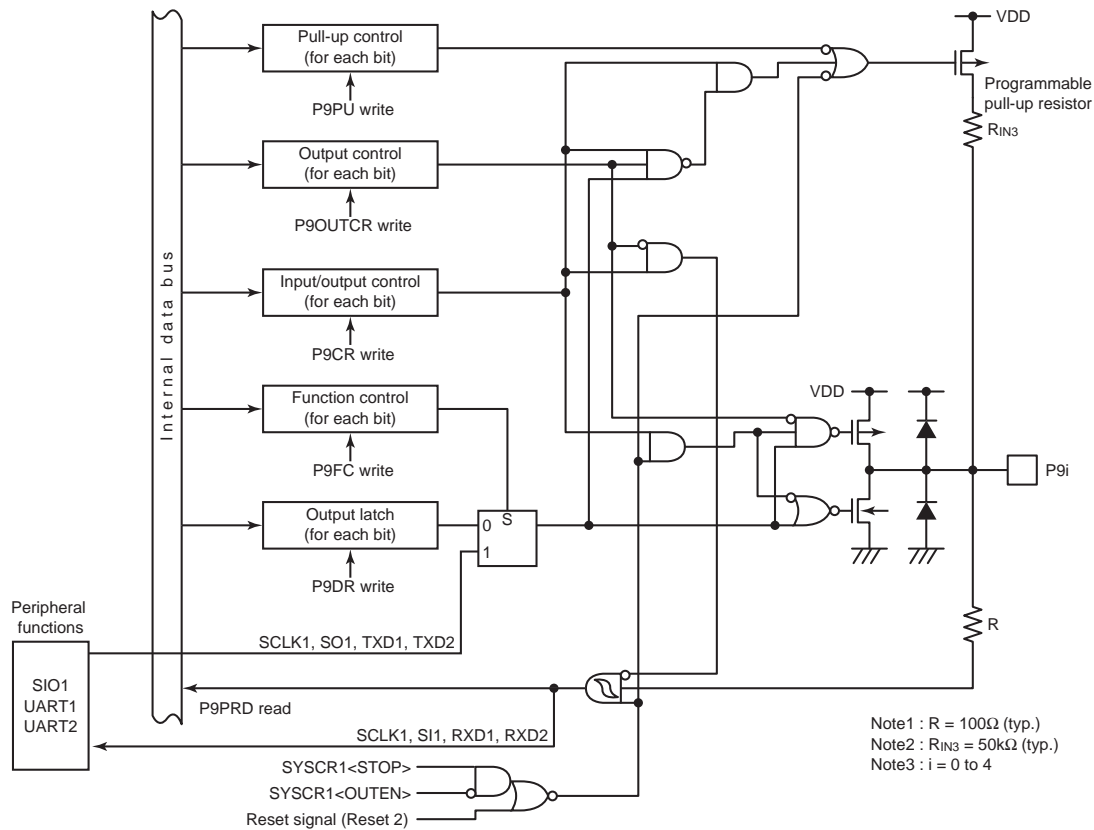 VDD
Pull-up control
(for each bit)
P9PU write
Programmable
pull-up resistor
RIN3
Output control
(for each bit)
P9OUTCR write
Internal data bus
Input/output control
(for each bit)
P9CR write
Function control
(for each bit)
P9FC write
VDD
P9i
Output latch
(for each bit)
P9DR write
0
S
1
Peripheral
functions
SIO1
UART1
UART2
SCLK1, SO1, TXD1, TXD2
R
P9PRD read
SCLK1, SI1, RXD1, RXD2
Note1 : R = 100Ω (typ.)
Note2 : RIN3 = 50kΩ (typ.)
Note3 : i = 0 to 4
SYSCR1<STOP>
SYSCR1<OUTEN>
Reset signal (Reset 2)